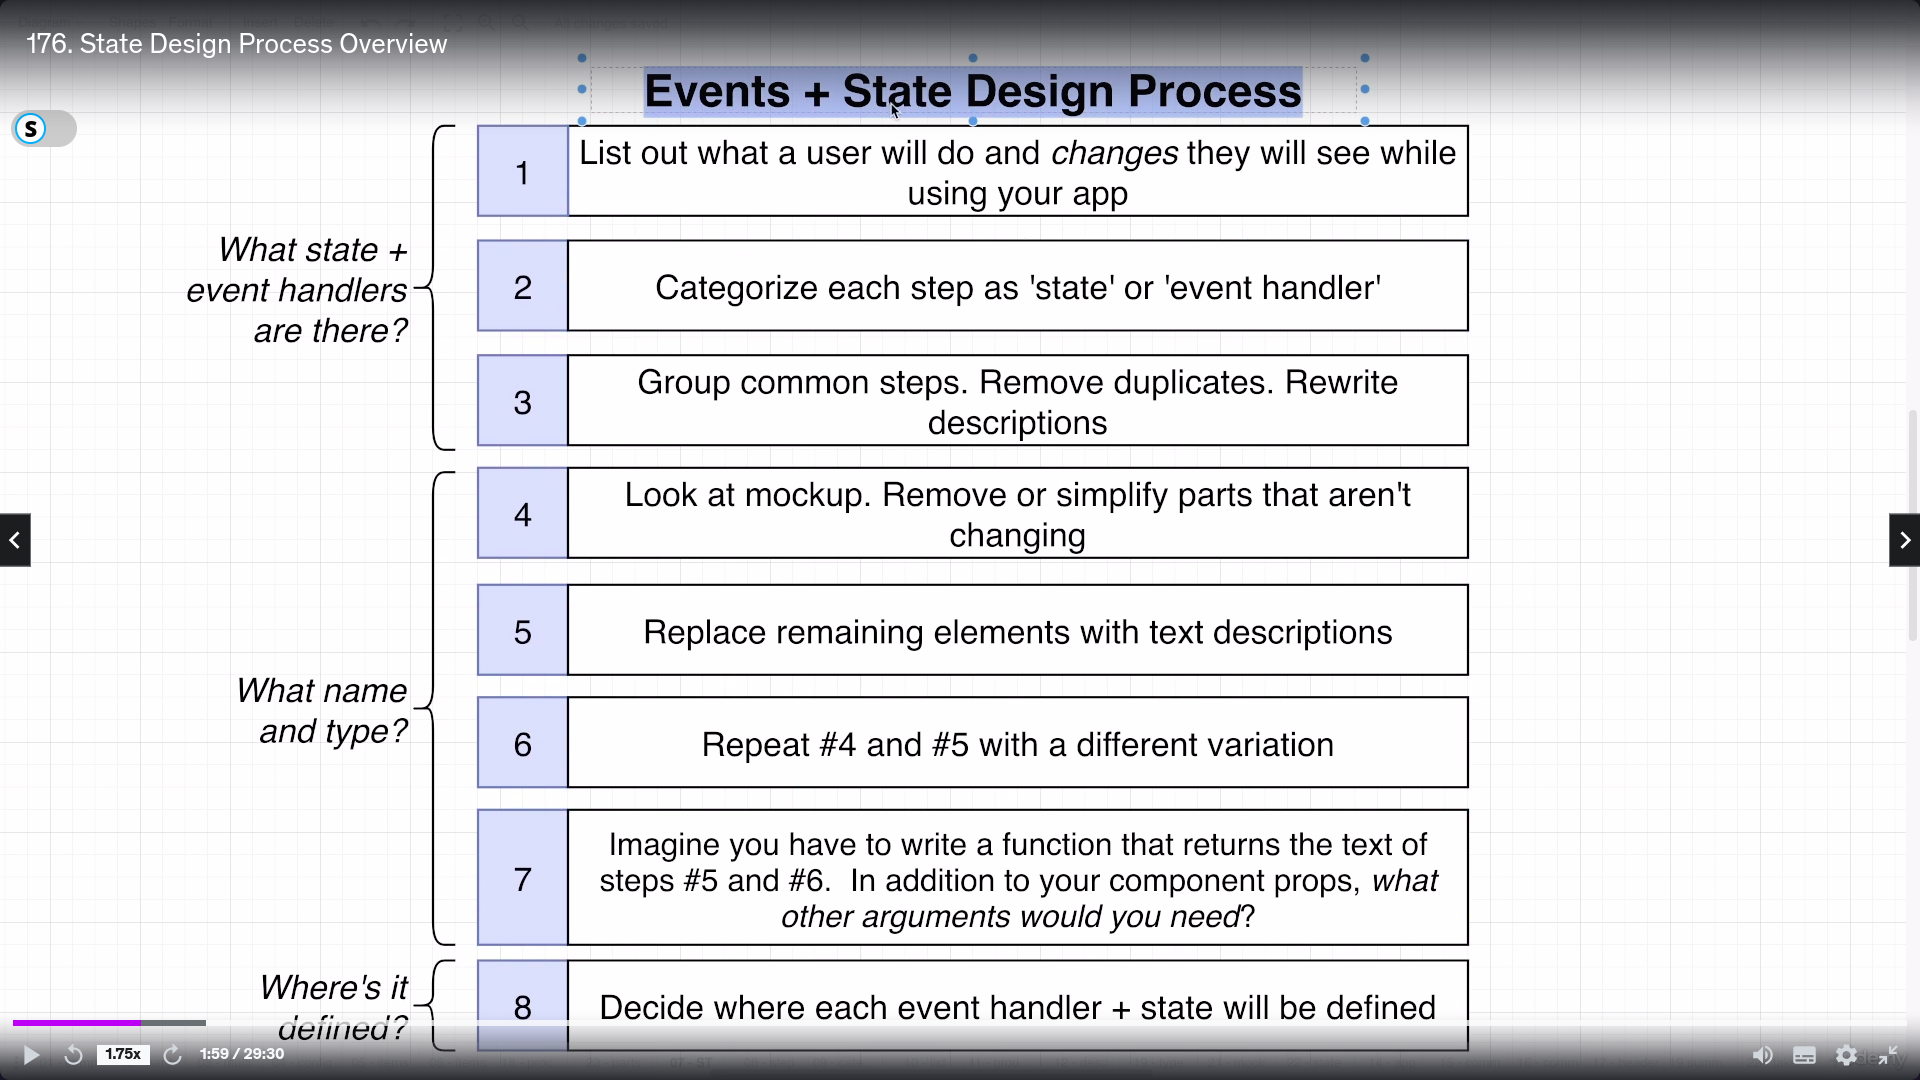 176. State Design Process Overview
Events + State Design Process
S
What state +
event handlers
are there?
1
List out what a user will do and changes they will see while
using your app
2
Categorize each step as 'state' or 'event handler'
3
Group common steps. Remove duplicates. Rewrite
descriptions
What name
and type?
4
Look at mockup. Remove or simplify parts that aren't
changing
5
Replace remaining elements with text descriptions
6
Repeat #4 and #5 with a different variation
7
Imagine you have to write a function that returns the text of
steps #5 and #6. In addition to your component props, what
other arguments would you need?
Where's it
defined?
8
Decide where each event handler + state will be defined
1.75x
1:59 / 29:30